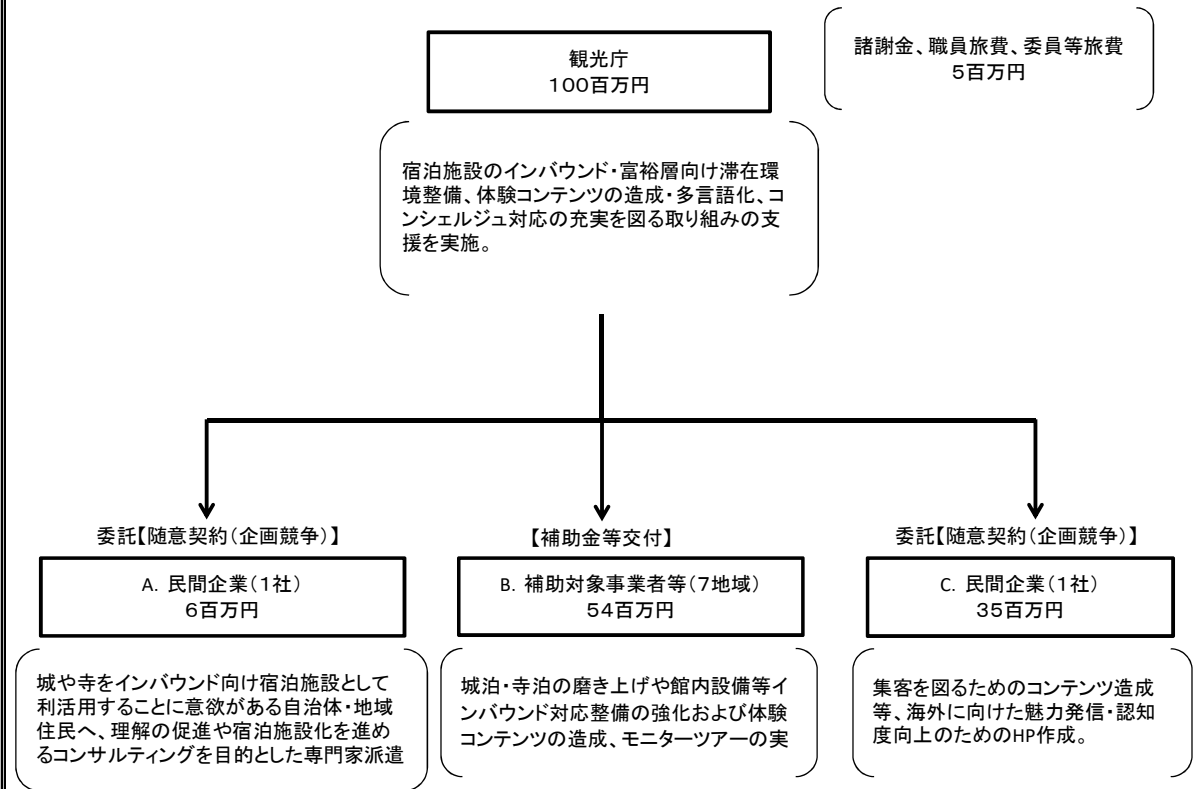 観光庁
100百万円
諸謝金、職員旅費、委員等旅費
5百万円
宿泊施設のインバウンド・富裕層向け滞在環
境整備、体験コンテンツの造成・多言語化、コ
ンシェルジュ対応の充実を図る取り組みの支
援を実施。
委託【随意契約(企画競争)】
A. 民間企業(1社)
6百万円
城や寺をインバウンド向け宿泊施設として
利活用することに意欲がある自治体・地域
住民へ、理解の促進や宿泊施設化を進め
るコンサルティングを目的とした専門家派遣
【補助金等交付】
B. 補助対象事業者等(7地域)
54百万円
城泊・寺泊の磨き上げや館内設備等イ
ンバウンド対応整備の強化および体験
コンテンツの造成、モニターツアーの実
委託【随意契約(企画競争)】
C. 民間企業(1社)
35百万円
集客を図るためのコンテンツ造成
等、海外に向けた魅力発信・認知
度向上のためのHP作成。